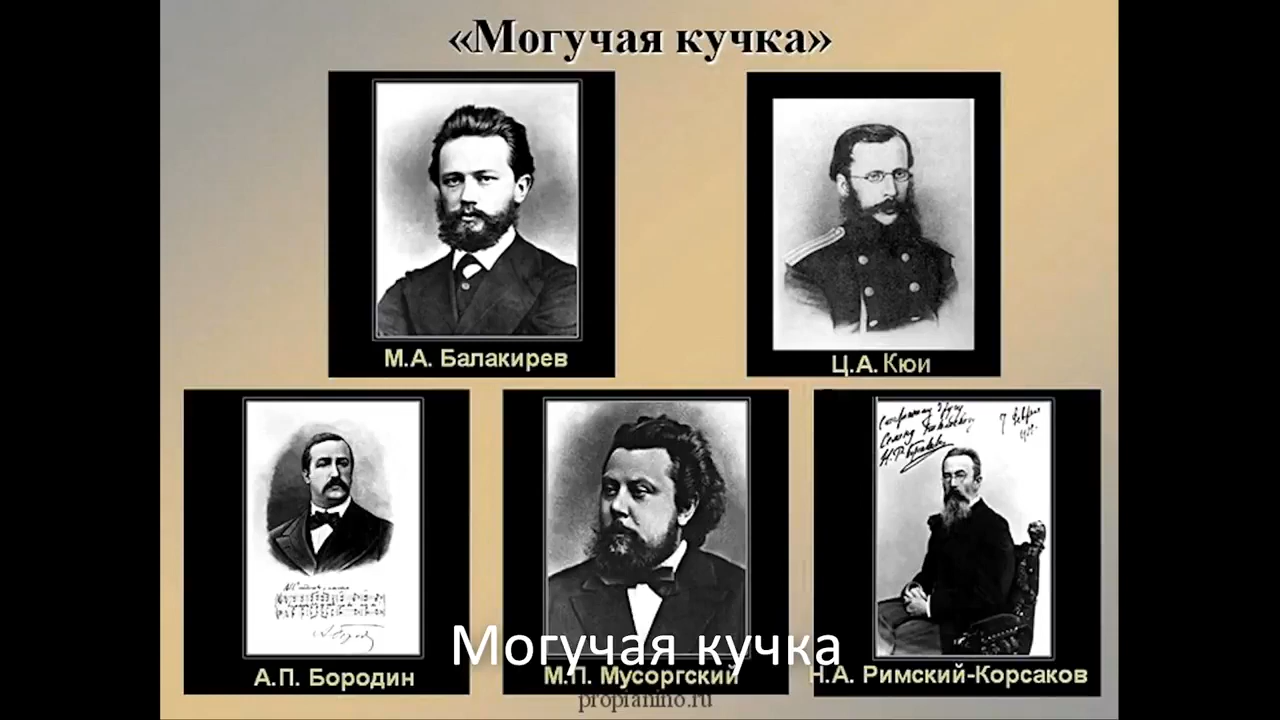 «Могучая кучка»
М.А. Балакирев
Ц.А. Кюи
А.П. Бородин
М.П. Мусоргский
Н.А. Римский-Корсаков
Могучая кучка
propianino.ru